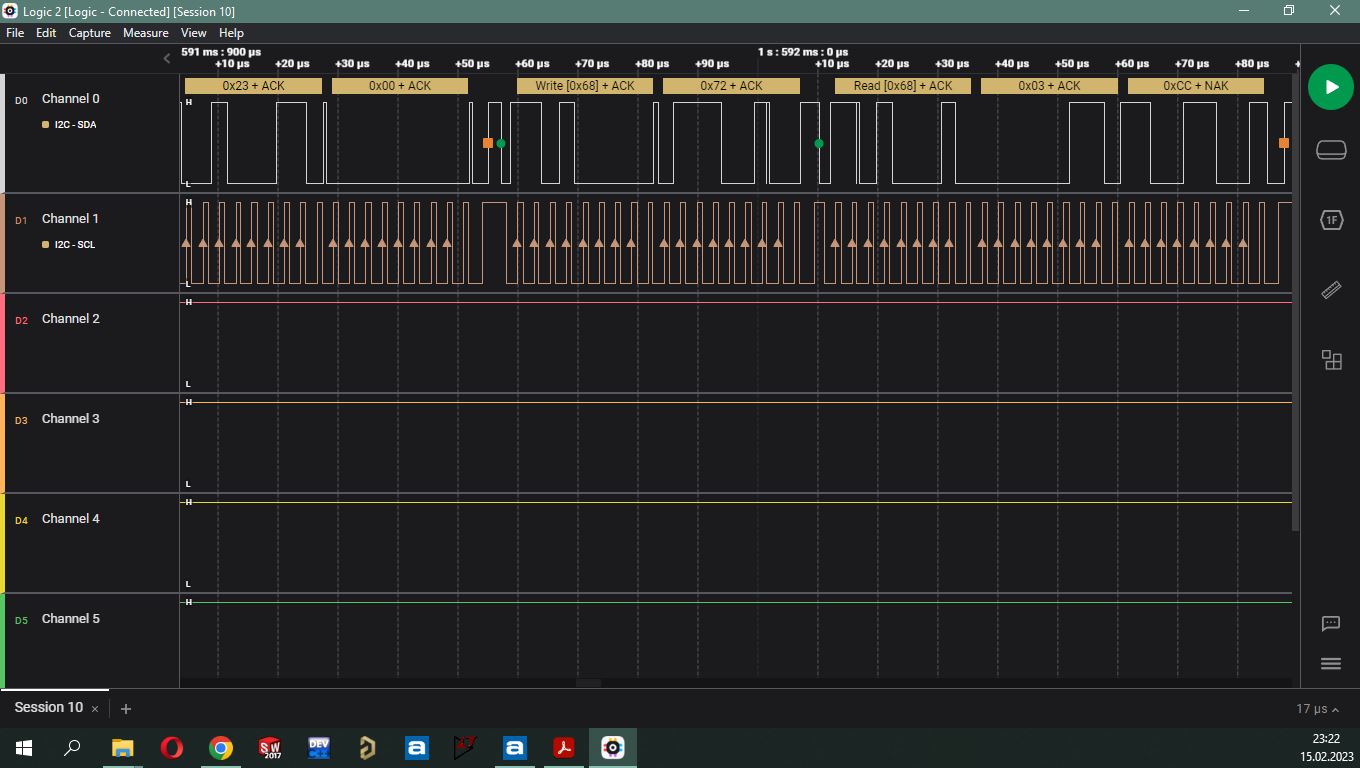 Logic 2 [Logic - Connected] [Session 10]
File Edit Capture Measure View Help
591 ms : 900 µs 1 s : 592 ms : 0 µs
+10 µs +20 µs +30 µs +40 µs +50 µs +60 µs +70 µs +80 µs +90 µs +10 µs +20 µs +30 µs +40 µs +50 µs +60 µs +70 µs +80 µs +
0x23 + ACK 0x00 + ACK Write [0x68] + ACK 0x72 + ACK Read [0x68] + ACK 0x03 + ACK 0xCC + NAK
D0 Channel 0 H
I2C - SDA
L
D1 Channel 1 H
I2C - SCL
L
D2 Channel 2 H
L
D3 Channel 3 H
L
D4 Channel 4 H
L
D5 Channel 5 H
1F
Session 10 × +
17 µs
SW
2017
DEV
C++
a
a
23:22
15.02.2023